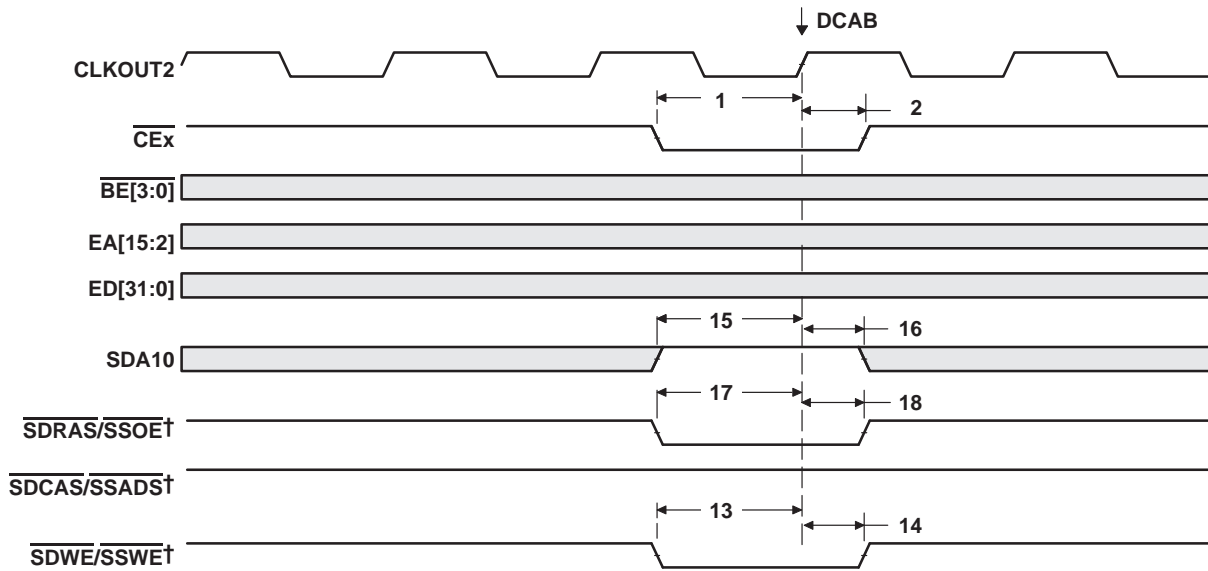 DCAB
CLKOUT2
1
2
CEx
BE[3:0]
EA[15:2]
ED[31:0]
15
16
SDA10
17
18
SDRAS/SSOE†
SDCAS/SSADS†
13
14
SDWE/SSWE†